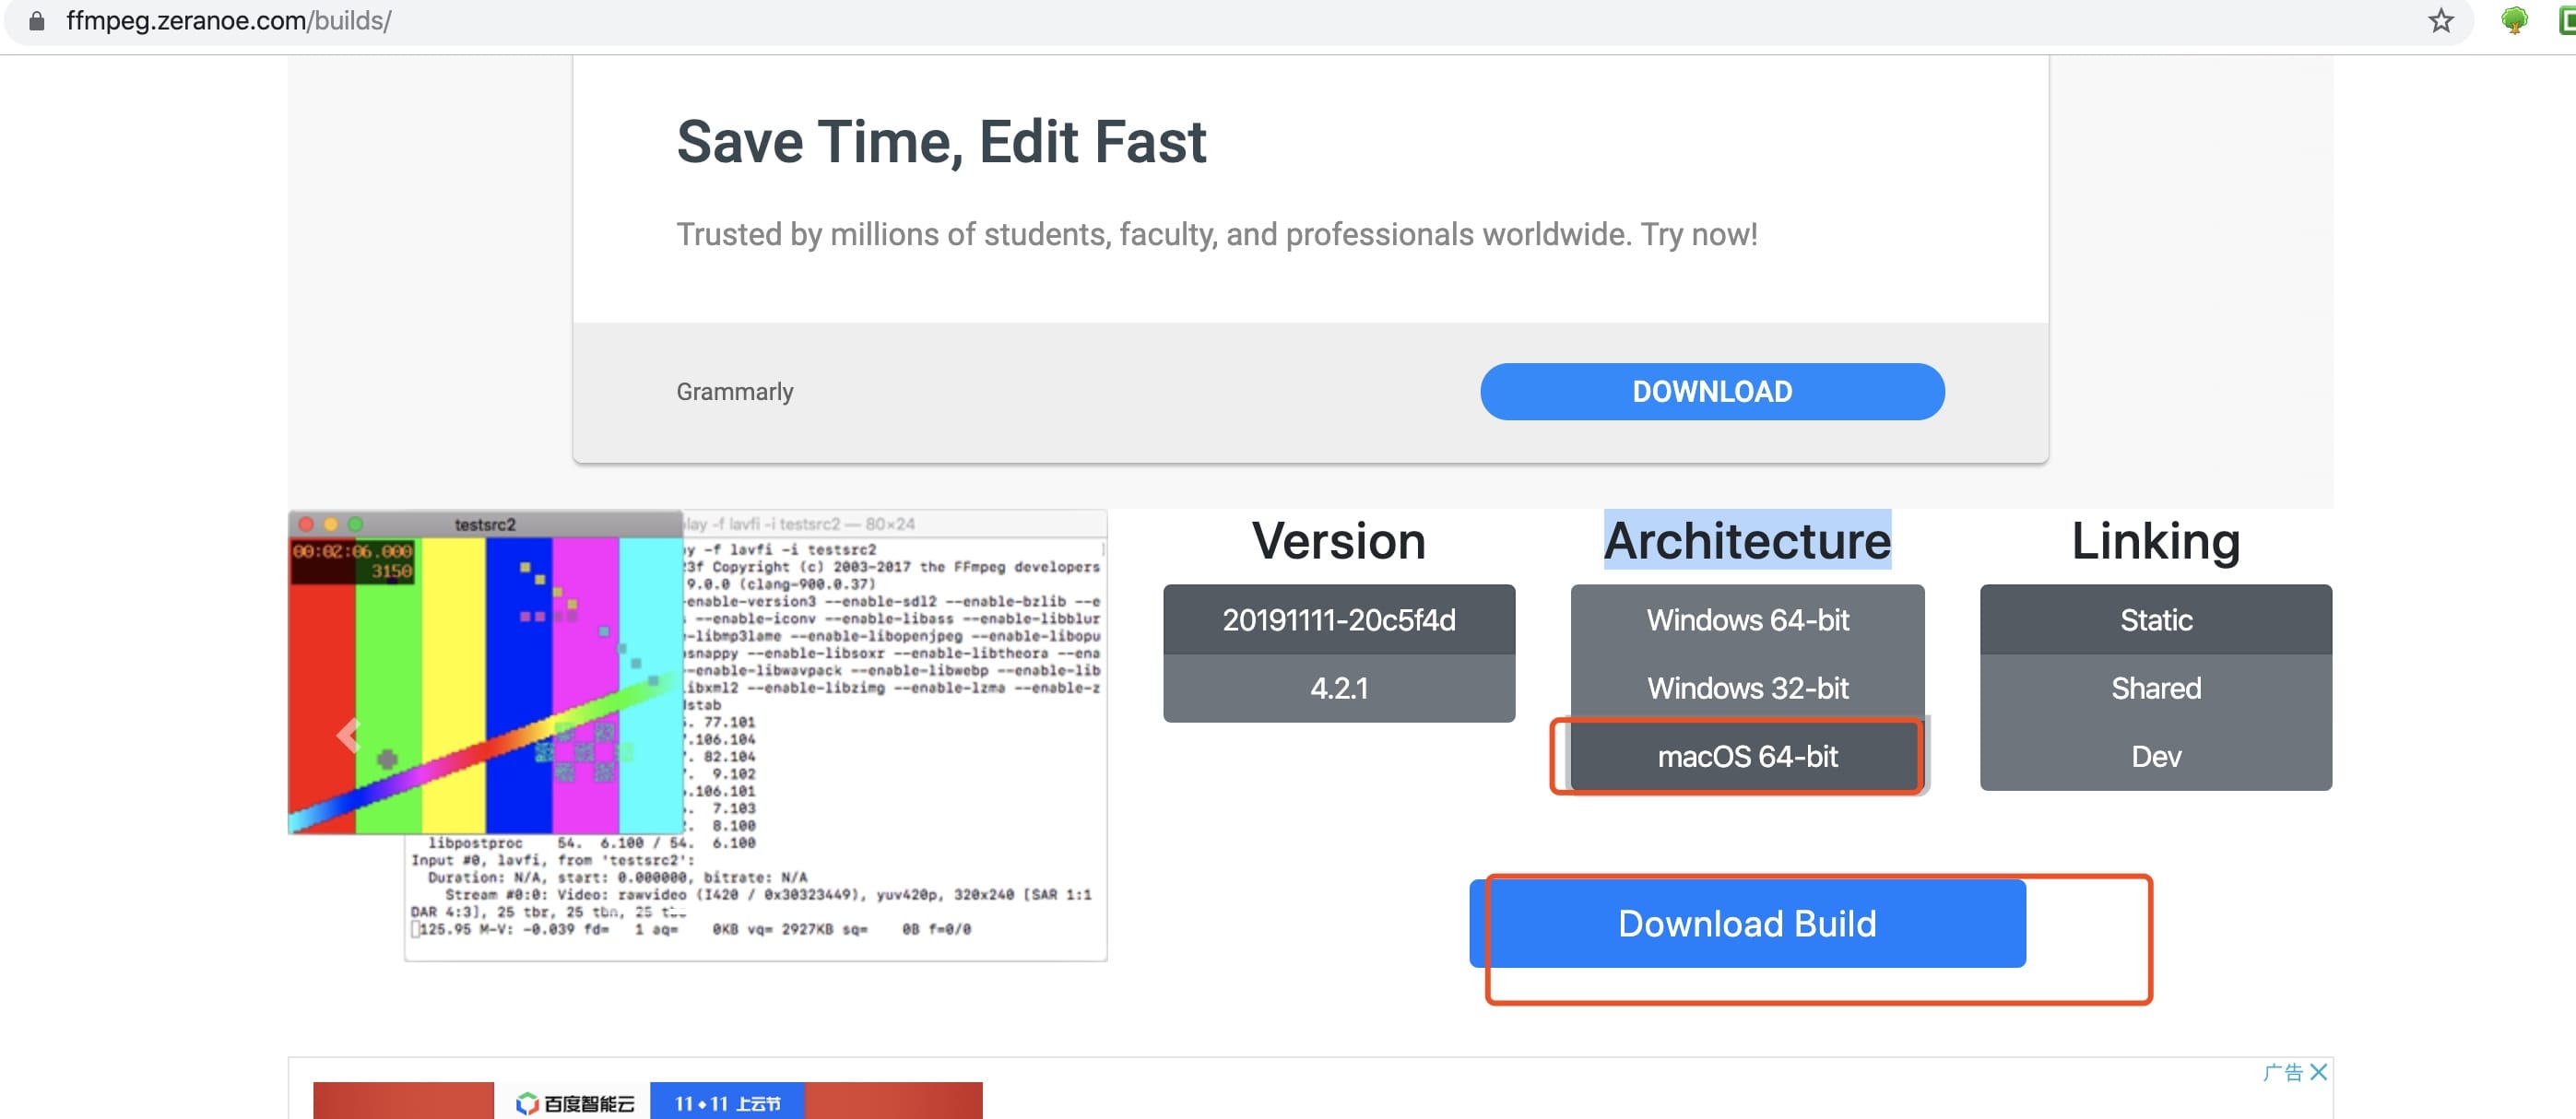 ffmpeg.zeranoe.com/builds/
Save Time, Edit Fast
Trusted by millions of students, faculty, and professionals worldwide. Try now!
Grammarly
DOWNLOAD
testsrc2
lay -f lavfi -i testsrc2 — 80×24
00:02:06.000
3150
y -f lavfi -i testsrc2
3f Copyright (c) 2003-2017 the FFmpeg developers
9.0.0 (clang-900.0.37)
enable-version3 --enable-sdl2 --enable-bzlib --e
--enable-iconv --enable-libass --enable-libblur
-libmp3lame --enable-libopenjpeg --enable-libopu
snappy --enable-libsoxr --enable-libtheora --ena
--enable-libwavpack --enable-libwebp --enable-lib
ibxml2 --enable-libzimg --enable-lzma --enable-z
stab
. 77.101
.106.104
. 82.104
. 9.102
.106.101
. 7.103
. 8.100
libpostproc 54. 6.100 / 54. 6.100
Input #0, lavfi, from 'testsrc2':
Duration: N/A, start: 0.000000, bitrate: N/A
Stream #0:0: Video: rawvideo (I420 / 0x30323449), yuv420p, 320x240 [SAR 1:1
DAR 4:3], 25 tbr, 25 tbn, 25
125.95 M-V: -0.039 fd= 1 aq= 0KB vq= 2927KB sq= 0B f=0/0
Version
20191111-20c5f4d
4.2.1
Architecture
Windows 64-bit
Windows 32-bit
macOS 64-bit
Linking
Static
Shared
Dev
Download Build
广告
百度智能云
11•11 上云节